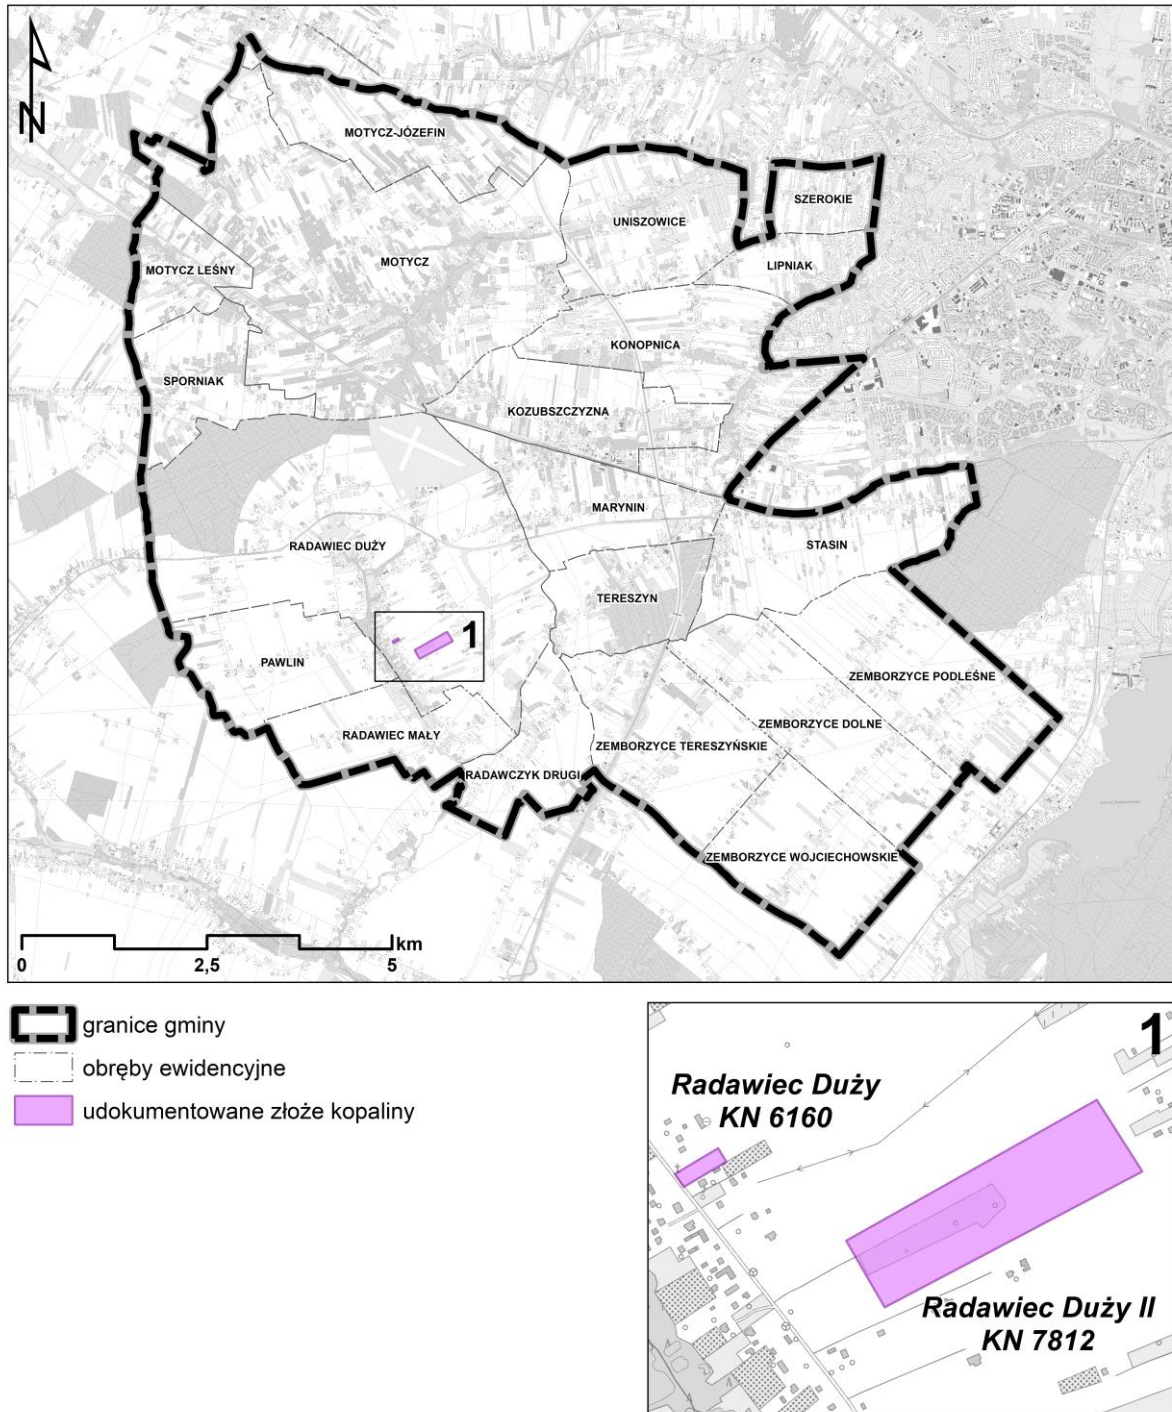 N
MOTYCZ-JÓZEFIN
SZEROKIE
UNISZOWICE
MOTYCZ
LIPNIAK
MOTYCZ LEŚNY
KONOPNICA
SPORNIAK
KOZUBSZCZYZNA
MARYNIN
RADAWIEC DUŻY
STASIN
TERESZYN
1
PAWLIN
ZEMBORZYCE PODLEŚNE
ZEMBORZYCE DOLNE
RADAWIEC MAŁY
ZEMBORZYCE TERESZYŃSKIE
RADAWCZYK DRUGI
ZEMBORZYCE WOJCIECHOWSKIE
km
0 2,5 5
granice gminy
obręby ewidencyjne
udokumentowane złoże kopaliny
1
Radawiec Duży
KN 6160
Radawiec Duży II
KN 7812